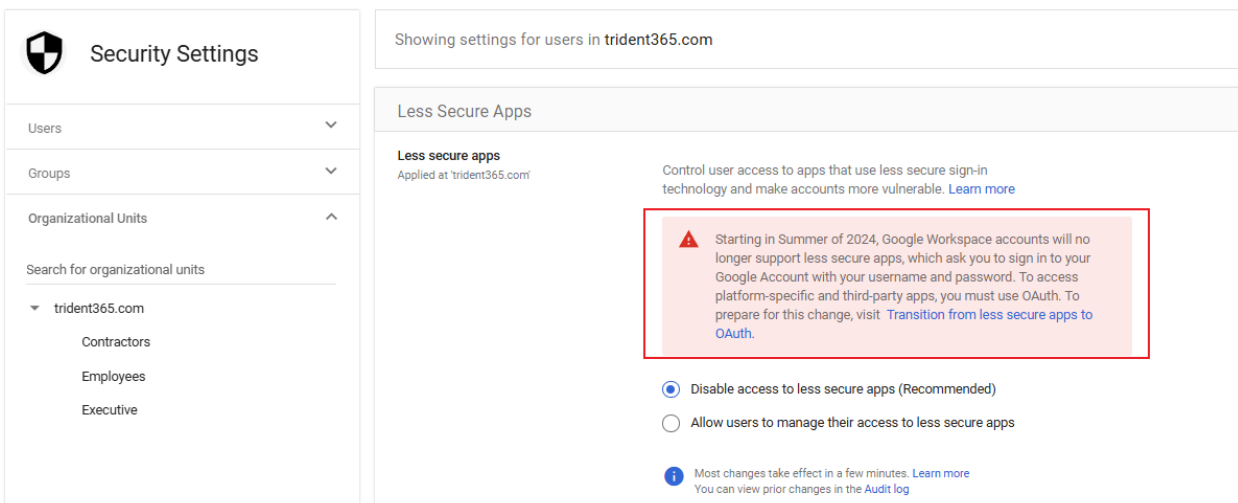 Security Settings
Users
Groups
Organizational Units
Search for organizational units
trident365.com
Contractors
Employees
Executive
Showing settings for users in trident365.com
Less Secure Apps
Less secure apps
Applied at 'trident365.com'
Control user access to apps that use less secure sign-in
technology and make accounts more vulnerable. Learn more
Starting in Summer of 2024, Google Workspace accounts will no
longer support less secure apps, which ask you to sign in to your
Google Account with your username and password. To access
platform-specific and third-party apps, you must use OAuth. To
prepare for this change, visit Transition from less secure apps to
OAuth.
Disable access to less secure apps (Recommended)
Allow users to manage their access to less secure apps
Most changes take effect in a few minutes. Learn more
You can view prior changes in the Audit log